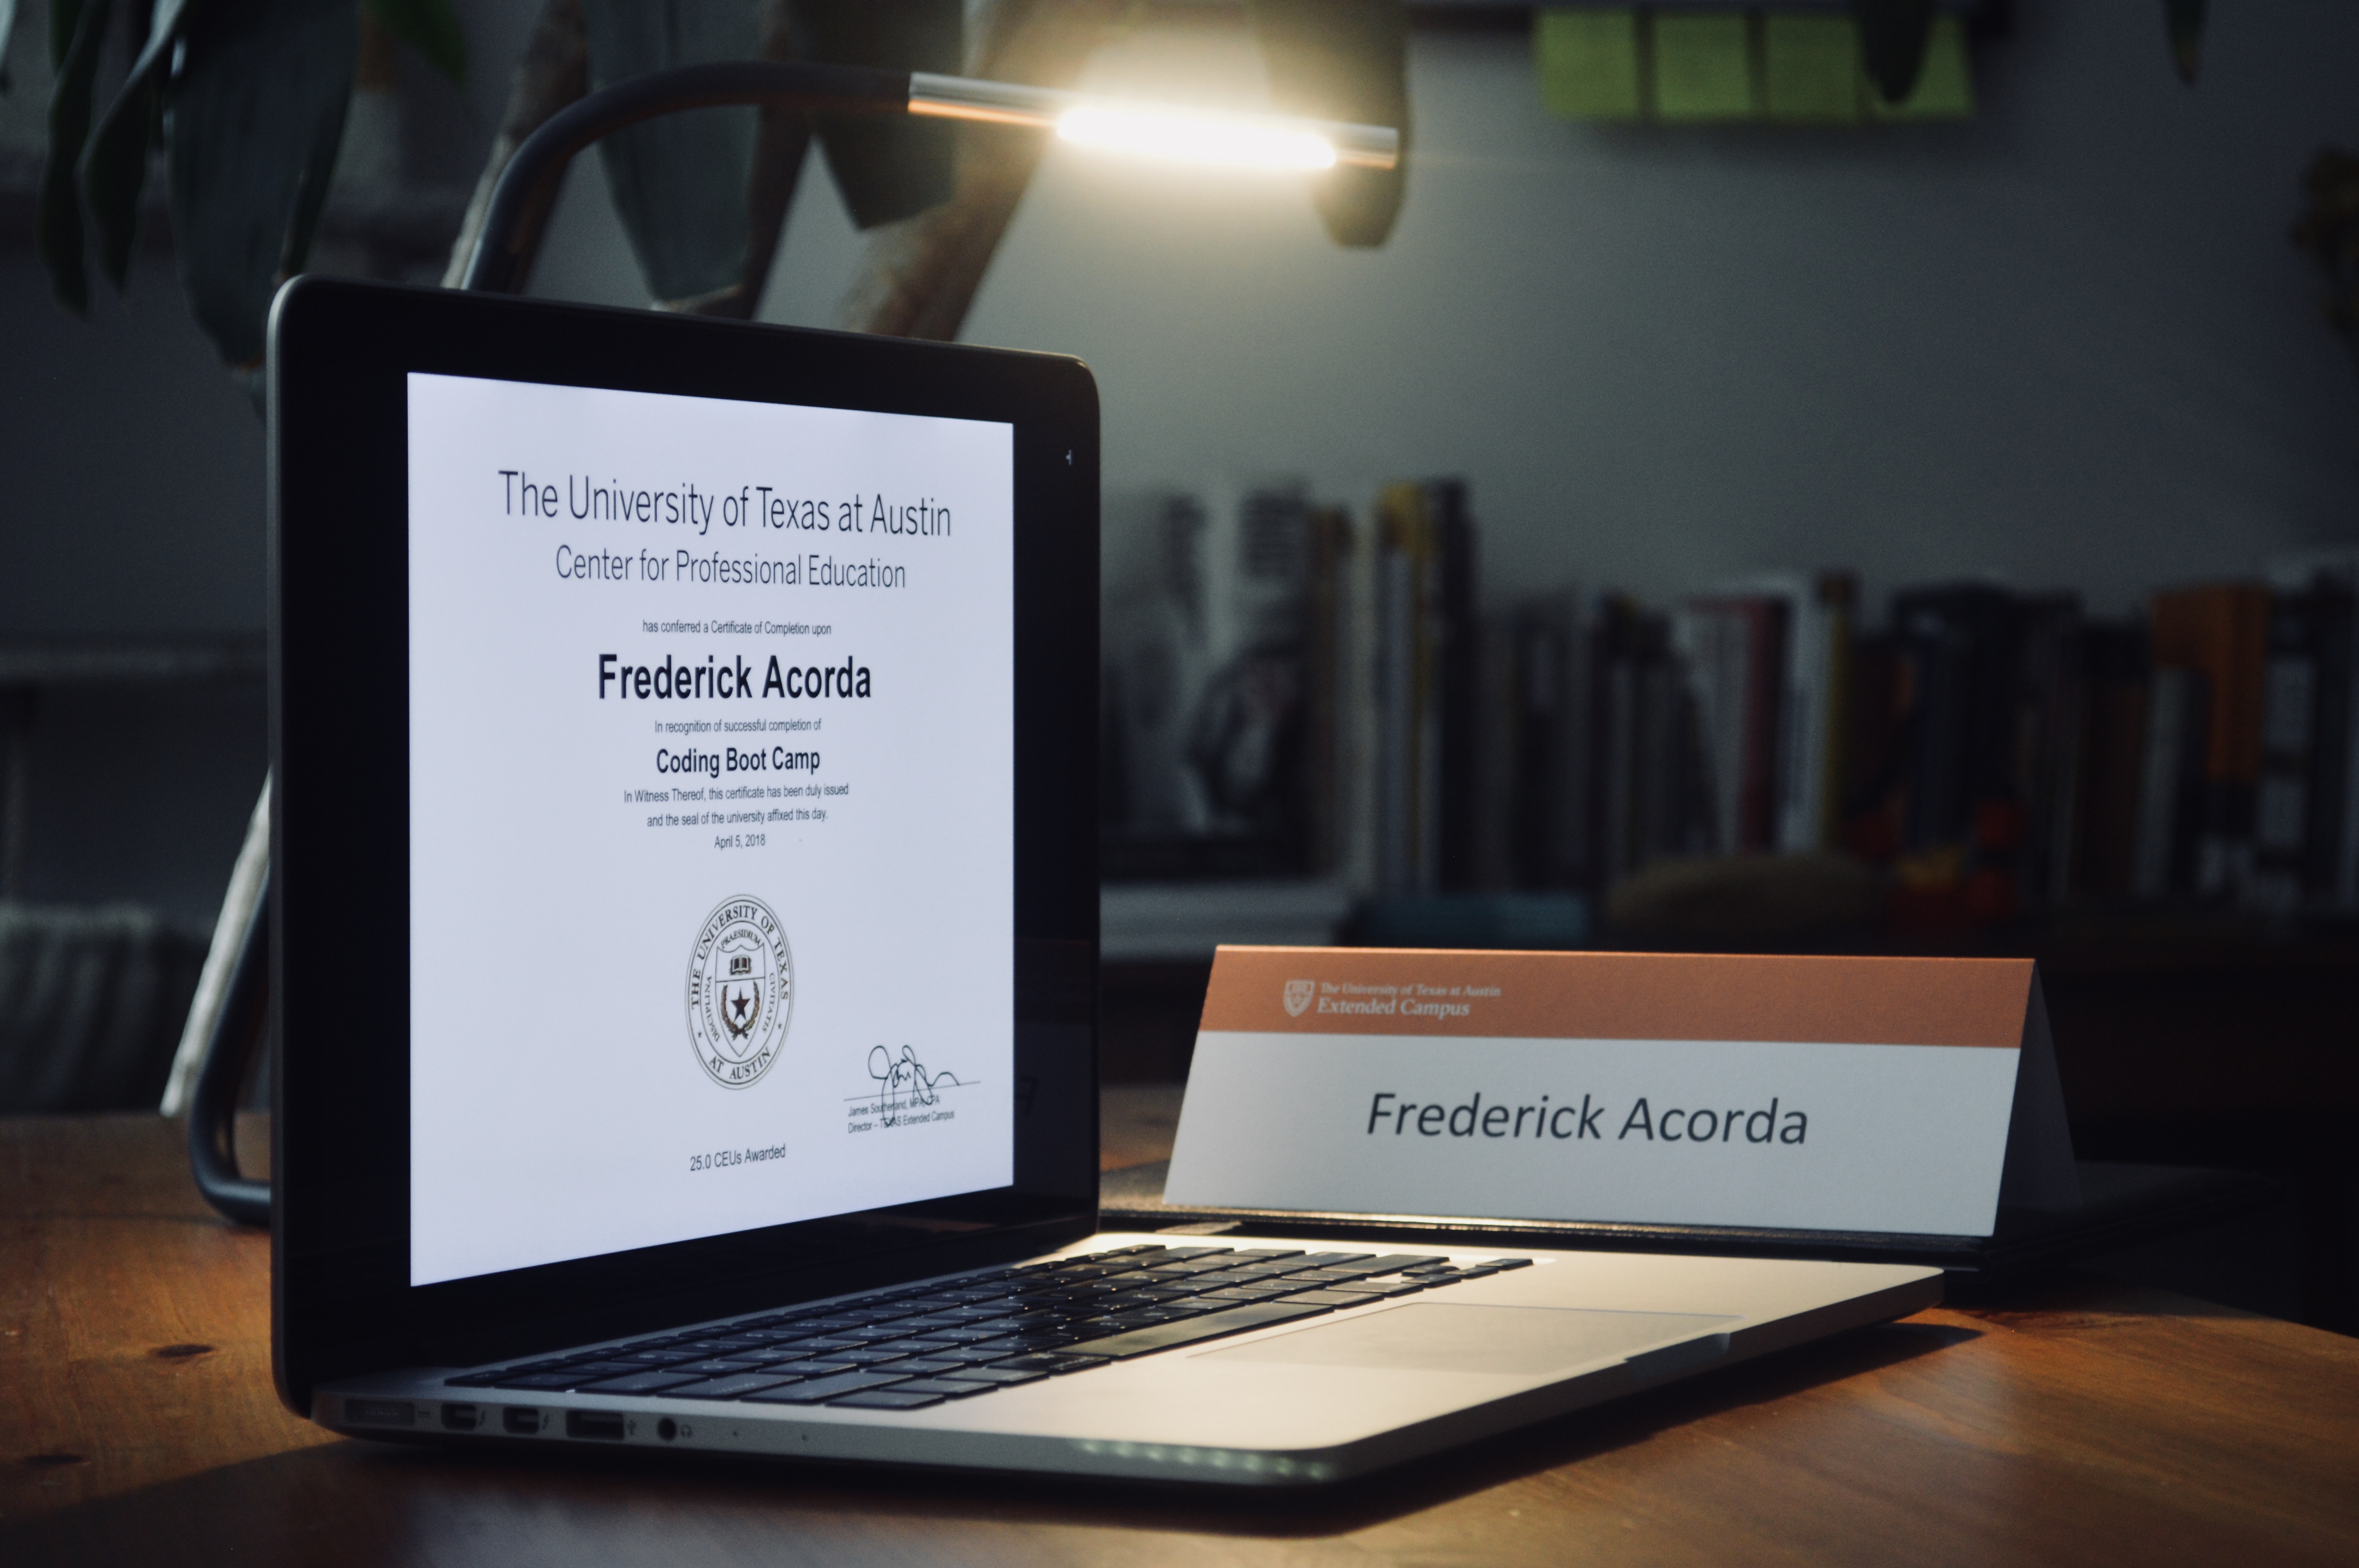 The University of Texas at Austin
Center for Professional Education
has conferred a Certificate of Completion upon
Frederick Acorda
In recognition of successful completion of
Coding Boot Camp
In Witness Thereof, this certificate has been duly issued
and the seal of the university affixed this day.
April 5, 2018
THE UNIVERSITY OF TEXAS
AT AUSTIN
PRAESIDIUM
DISCIPLINA
CIVITATIS
James Southerland, MPA, CPA
Director – TEXAS Extended Campus
25.0 CEUs Awarded
The University of Texas at Austin
Extended Campus
Frederick Acorda